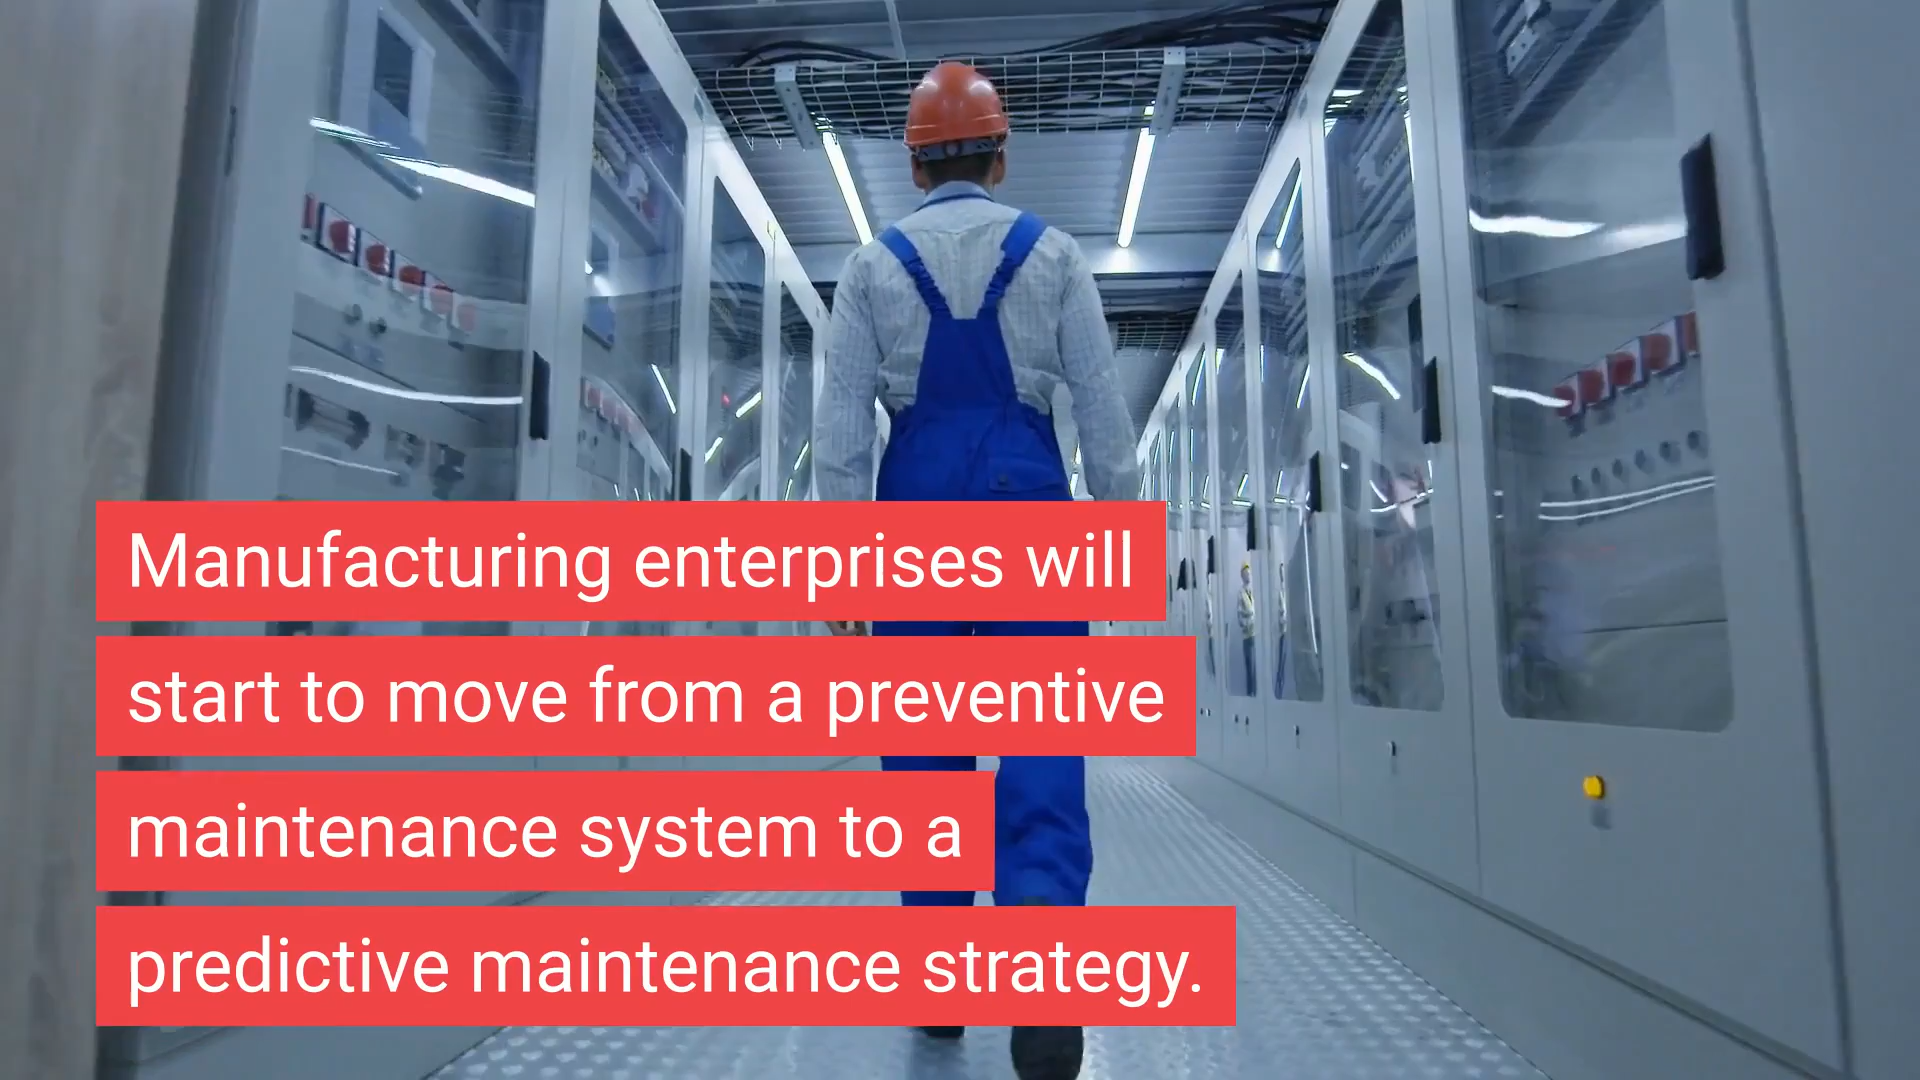 Manufacturing enterprises will
start to move from a preventive
maintenance system to a
predictive maintenance strategy.